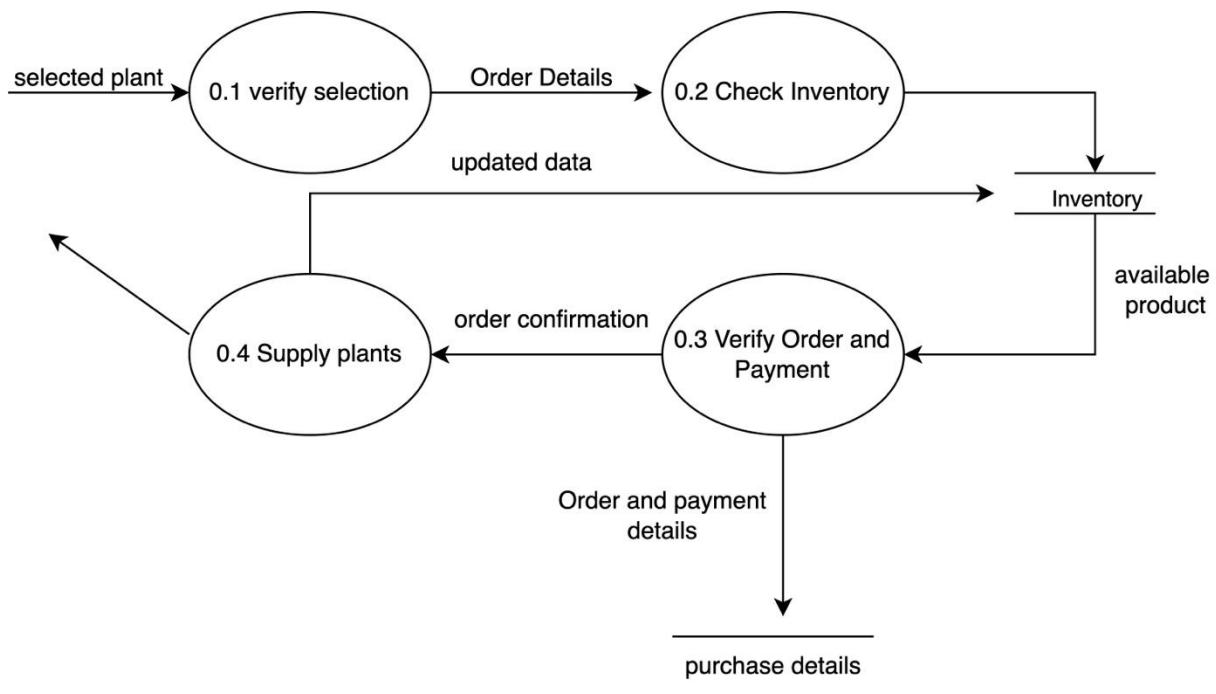 selected plant
0.1 verify selection
Order Details
0.2 Check Inventory
updated data
Inventory
available
product
order confirmation
0.3 Verify Order and
Payment
0.4 Supply plants
Order and payment
details
purchase details